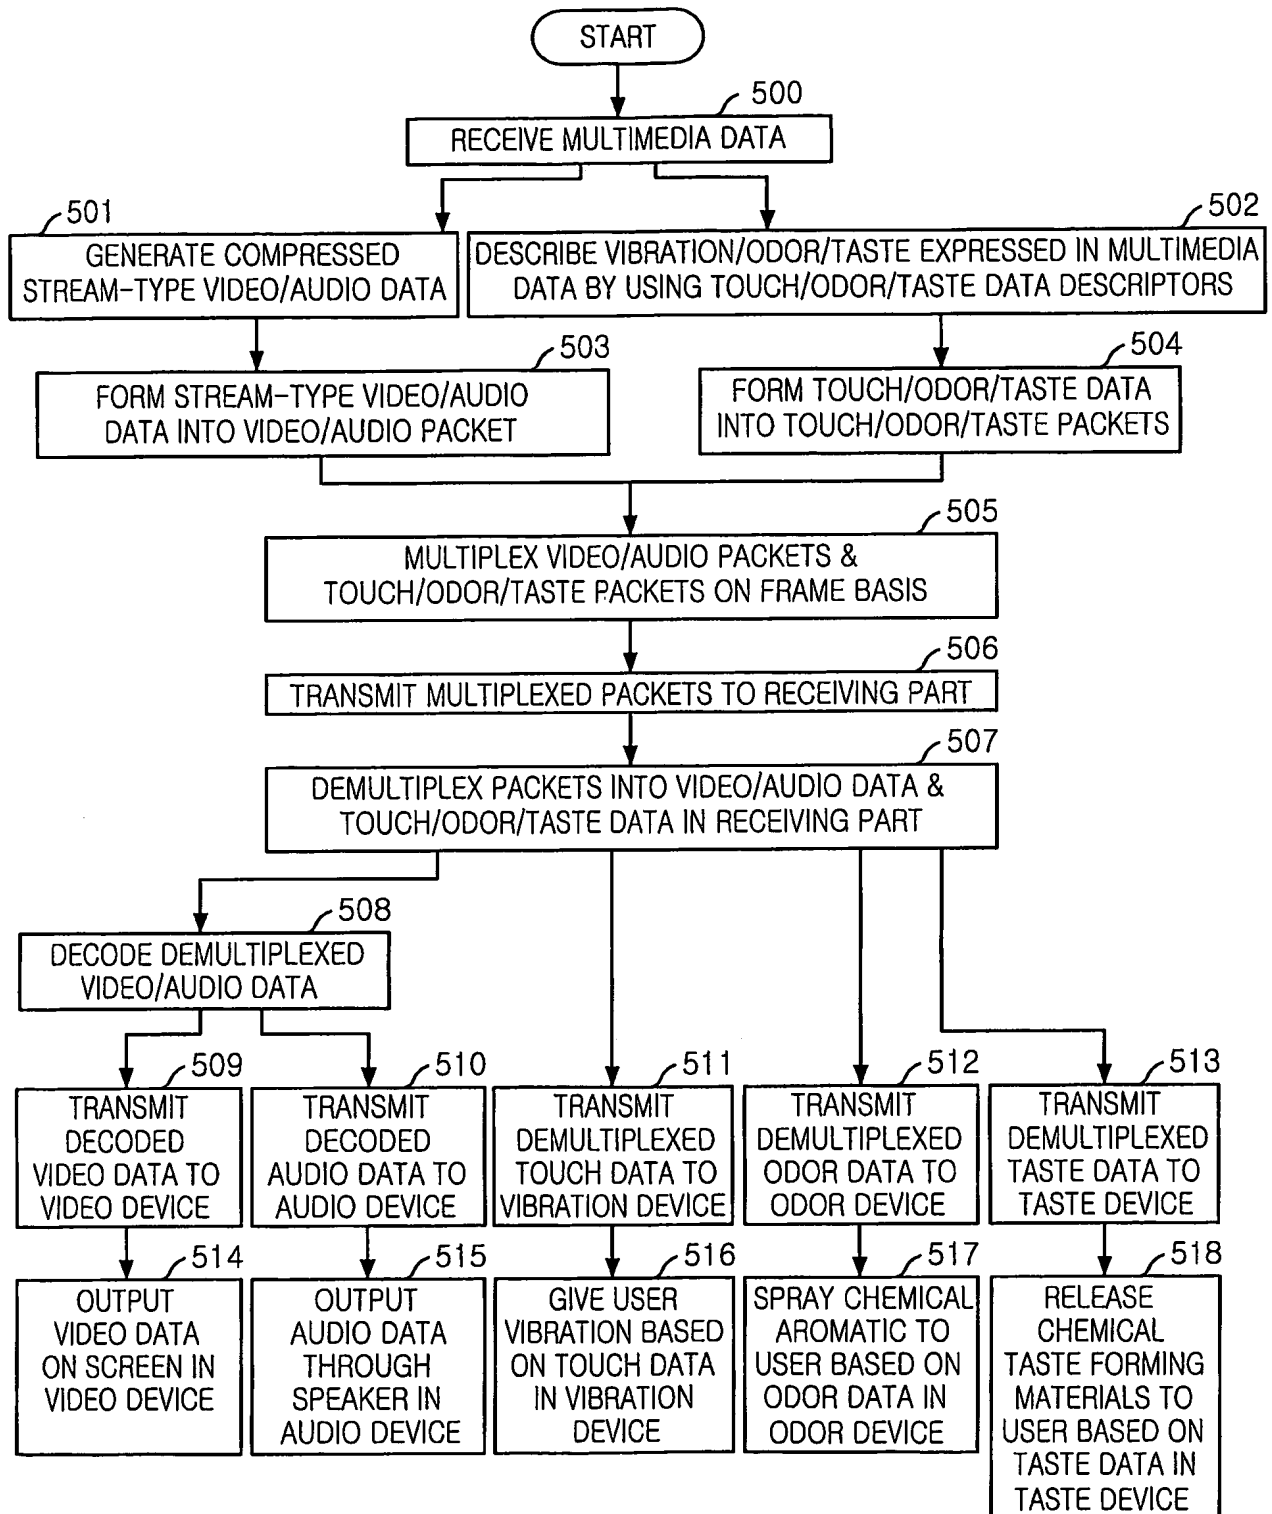 START
500
RECEIVE MULTIMEDIA DATA
501
GENERATE COMPRESSED
STREAM-TYPE VIDEO/AUDIO DATA
502
DESCRIBE VIBRATION/ODOR/TASTE EXPRESSED IN MULTIMEDIA
DATA BY USING TOUCH/ODOR/TASTE DATA DESCRIPTORS
503
FORM STREAM-TYPE VIDEO/AUDIO
DATA INTO VIDEO/AUDIO PACKET
504
FORM TOUCH/ODOR/TASTE DATA
INTO TOUCH/ODOR/TASTE PACKETS
505
MULTIPLEX VIDEO/AUDIO PACKETS &
TOUCH/ODOR/TASTE PACKETS ON FRAME BASIS
506
TRANSMIT MULTIPLEXED PACKETS TO RECEIVING PART
507
DEMULTIPLEX PACKETS INTO VIDEO/AUDIO DATA &
TOUCH/ODOR/TASTE DATA IN RECEIVING PART
508
DECODE DEMULTIPLEXED
VIDEO/AUDIO DATA
509
TRANSMIT
DECODED
VIDEO DATA TO
VIDEO DEVICE
510
TRANSMIT
DECODED
AUDIO DATA TO
AUDIO DEVICE
511
TRANSMIT
DEMULTIPLEXED
TOUCH DATA TO
VIBRATION DEVICE
512
TRANSMIT
DEMULTIPLEXED
ODOR DATA TO
ODOR DEVICE
513
TRANSMIT
DEMULTIPLEXED
TASTE DATA TO
TASTE DEVICE
514
OUTPUT
VIDEO DATA
ON SCREEN IN
VIDEO DEVICE
515
OUTPUT
AUDIO DATA
THROUGH
SPEAKER IN
AUDIO DEVICE
516
GIVE USER
VIBRATION BASED
ON TOUCH DATA
IN VIBRATION
DEVICE
517
SPRAY CHEMICAL
AROMATIC TO
USER BASED ON
ODOR DATA IN
ODOR DEVICE
518
RELEASE
CHEMICAL
TASTE FORMING
MATERIALS TO
USER BASED ON
TASTE DATA IN
TASTE DEVICE